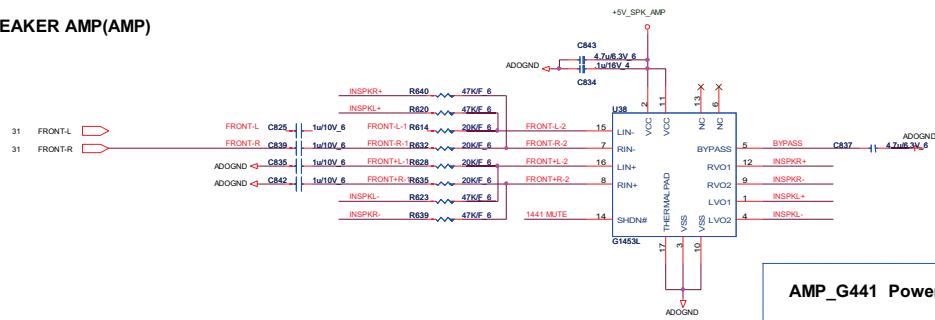 EAKER AMP(AMP)
+5V_SPK_AMP
C843
4.7u/6.3V_6
ADOGND
.1u/16V_4
C834
INSPKR+ R640 47K/F_6
INSPKL+ R620 47K/F_6
U38
2 11 13 6
VCC VCC NC NC
31 FRONT-L
FRONT-L C825 1u/10V_6 FRONT-L-1 R614 20K/F_6 FRONT-L-2 15 LIN-
31 FRONT-R
FRONT-R C839 1u/10V_6 FRONT-R-1 R632 20K/F_6 FRONT-R-2 7 RIN-
BYPASS 5 BYPASS C837 4.7u/6.3V_6 ADOGND
ADOGND C835 1u/10V_6 FRONT+L-1 R628 20K/F_6 FRONT+L-2 16 LIN+
RVO1 12 INSPKR+
ADOGND C842 1u/10V_6 FRONT+R-1 R635 20K/F_6 FRONT+R-2 8 RIN+
RVO2 9 INSPKR-
INSPKL- R623 47K/F_6
LVO1 1 INSPKL+
INSPKR- R639 47K/F_6
1441 MUTE 14 SHDN#
LVO2 4 INSPKL-
THERMALPAD VSS VSS
G1453L
17 3 10
ADOGND
AMP_G441 Power